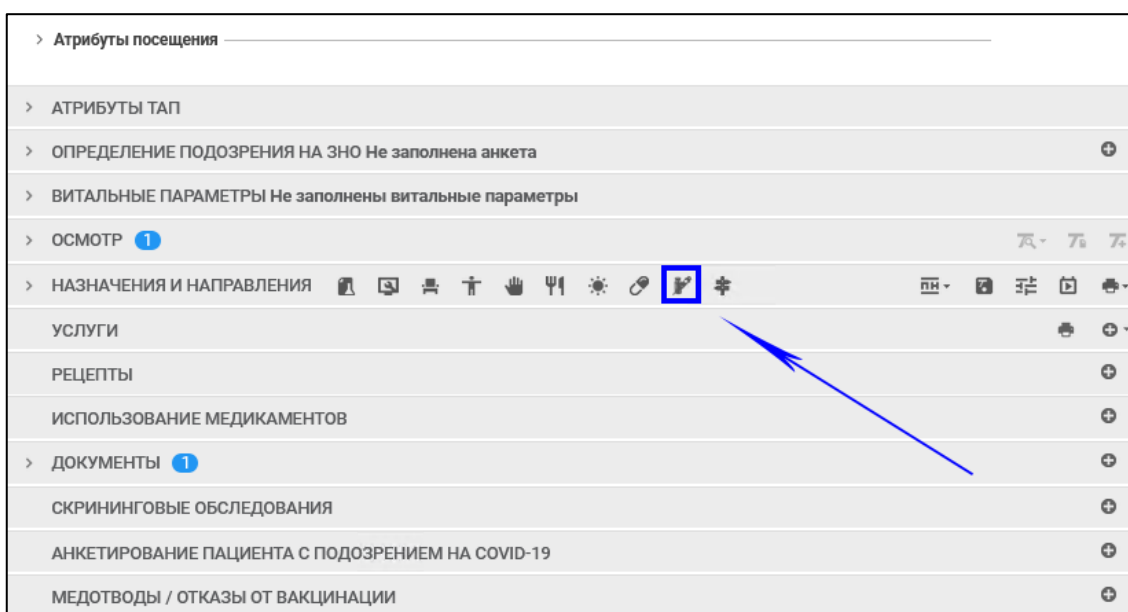 Атрибуты посещения
АТРИБУТЫ ТАП
ОПРЕДЕЛЕНИЕ ПОДОЗРЕНИЯ НА ЗНО Не заполнена анкета
ВИТАЛЬНЫЕ ПАРАМЕТРЫ Не заполнены витальные параметры
ОСМОТР 1
НАЗНАЧЕНИЯ И НАПРАВЛЕНИЯ ПН
УСЛУГИ
РЕЦЕПТЫ
ИСПОЛЬЗОВАНИЕ МЕДИКАМЕНТОВ
ДОКУМЕНТЫ 1
СКРИНИНГОВЫЕ ОБСЛЕДОВАНИЯ
АНКЕТИРОВАНИЕ ПАЦИЕНТА С ПОДОЗРЕНИЕМ НА COVID-19
МЕДОТВОДЫ / ОТКАЗЫ ОТ ВАКЦИНАЦИИ